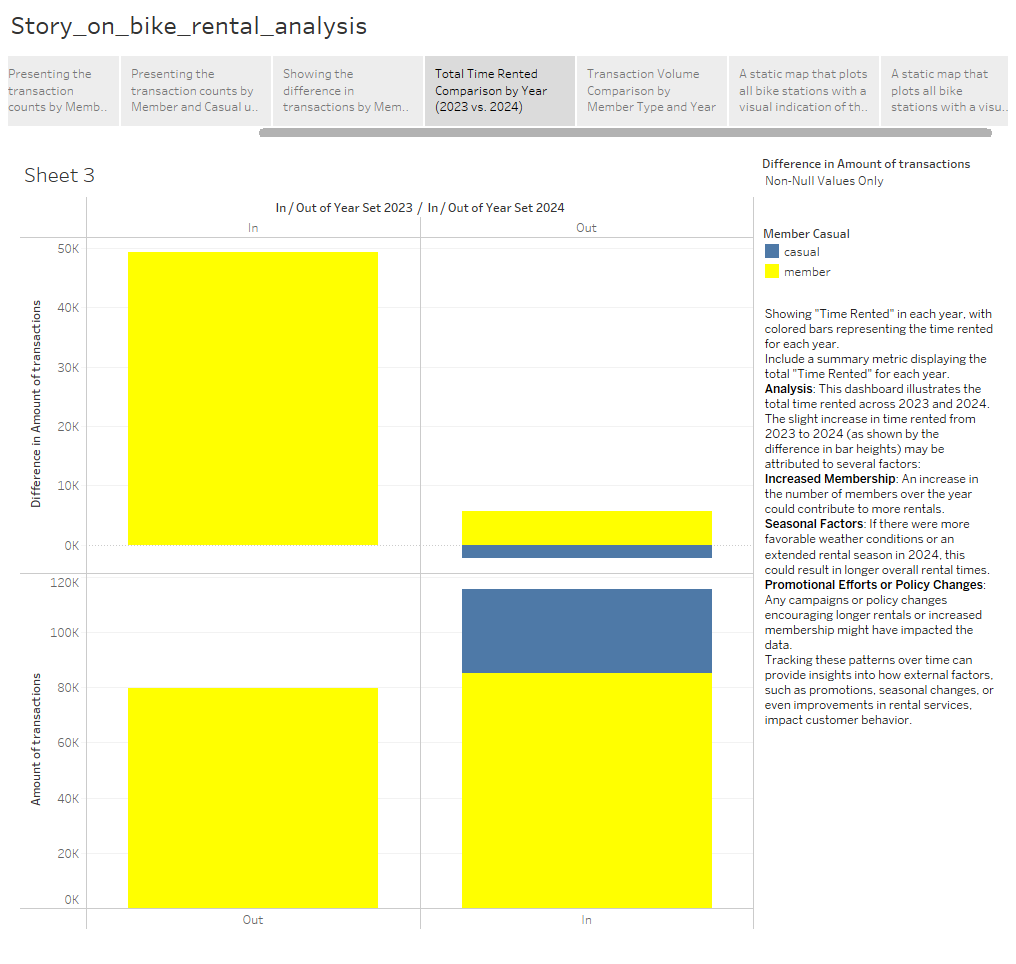 Story_on_bike_rental_analysis
Presenting the
transaction
counts by Memb..
Presenting the
transaction counts by
Member and Casual u..
Showing the
difference in
transactions by Mem..
Total Time Rented
Comparison by Year
(2023 vs. 2024)
Transaction Volume
Comparison by
Member Type and Year
A static map that plots
all bike stations with a
visual indication of th..
A static map that
plots all bike
stations with a visu..
Sheet 3
In / Out of Year Set 2023 / In / Out of Year Set 2024
In
Out
Difference in Amount of transactions
50K
40K
30K
20K
10K
0K
Amount of transactions
120K
100K
80K
60K
40K
20K
0K
Out
In
Difference in Amount of transactions
Non-Null Values Only
Member Casual
casual
member
Showing "Time Rented" in each year, with
colored bars representing the time rented
for each year.
Include a summary metric displaying the
total "Time Rented" for each year.
Analysis: This dashboard illustrates the
total time rented across 2023 and 2024.
The slight increase in time rented from
2023 to 2024 (as shown by the
difference in bar heights) may be
attributed to several factors:
Increased Membership: An increase in
the number of members over the year
could contribute to more rentals.
Seasonal Factors: If there were more
favorable weather conditions or an
extended rental season in 2024, this
could result in longer overall rental times.
Promotional Efforts or Policy Changes:
Any campaigns or policy changes
encouraging longer rentals or increased
membership might have impacted the
data.
Tracking these patterns over time can
provide insights into how external factors,
such as promotions, seasonal changes, or
even improvements in rental services,
impact customer behavior.